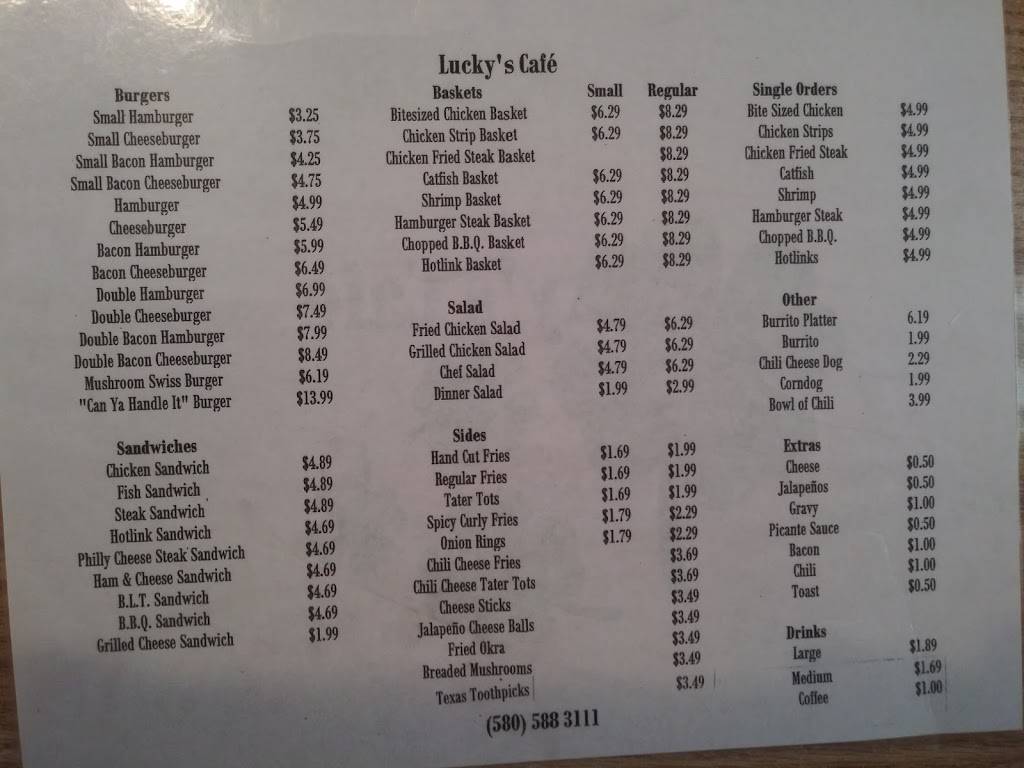 Lucky's Café
Burgers
Small Hamburger $3.25
Small Cheeseburger $3.75
Small Bacon Hamburger $4.25
Small Bacon Cheeseburger $4.75
Hamburger $4.99
Cheeseburger $5.49
Bacon Hamburger $5.99
Bacon Cheeseburger $6.49
Double Hamburger $6.99
Double Cheeseburger $7.49
Double Bacon Hamburger $7.99
Double Bacon Cheeseburger $8.49
Mushroom Swiss Burger $6.19
"Can Ya Handle It" Burger $13.99
Sandwiches
Chicken Sandwich $4.89
Fish Sandwich $4.89
Steak Sandwich $4.89
Hotlink Sandwich $4.69
Philly Cheese Steak Sandwich $4.69
Ham & Cheese Sandwich $4.69
B.L.T. Sandwich $4.69
B.B.Q. Sandwich $4.69
Grilled Cheese Sandwich $1.99
Baskets Small Regular
Bitesized Chicken Basket $6.29 $8.29
Chicken Strip Basket $6.29 $8.29
Chicken Fried Steak Basket $8.29
Catfish Basket $6.29 $8.29
Shrimp Basket $6.29 $8.29
Hamburger Steak Basket $6.29 $8.29
Chopped B.B.Q. Basket $6.29 $8.29
Hotlink Basket $6.29 $8.29
Salad
Fried Chicken Salad $4.79 $6.29
Grilled Chicken Salad $4.79 $6.29
Chef Salad $4.79 $6.29
Dinner Salad $1.99 $2.99
Sides
Hand Cut Fries $1.69 $1.99
Regular Fries $1.69 $1.99
Tater Tots $1.69 $1.99
Spicy Curly Fries $1.79 $2.29
Onion Rings $1.79 $2.29
Chili Cheese Fries $3.69
Chili Cheese Tater Tots $3.69
Cheese Sticks $3.49
Jalapeño Cheese Balls $3.49
Fried Okra $3.49
Breaded Mushrooms $3.49
Texas Toothpicks $3.49
Single Orders
Bite Sized Chicken $4.99
Chicken Strips $4.99
Chicken Fried Steak $4.99
Catfish $4.99
Shrimp $4.99
Hamburger Steak $4.99
Chopped B.B.Q. $4.99
Hotlinks $4.99
Other
Burrito Platter 6.19
Burrito 1.99
Chili Cheese Dog 2.29
Corndog 1.99
Bowl of Chili 3.99
Extras
Cheese $0.50
Jalapeños $0.50
Gravy $1.00
Picante Sauce $0.50
Bacon $1.00
Chili $1.00
Toast $0.50
Drinks
Large $1.89
Medium $1.69
Coffee $1.00
(580) 588 3111